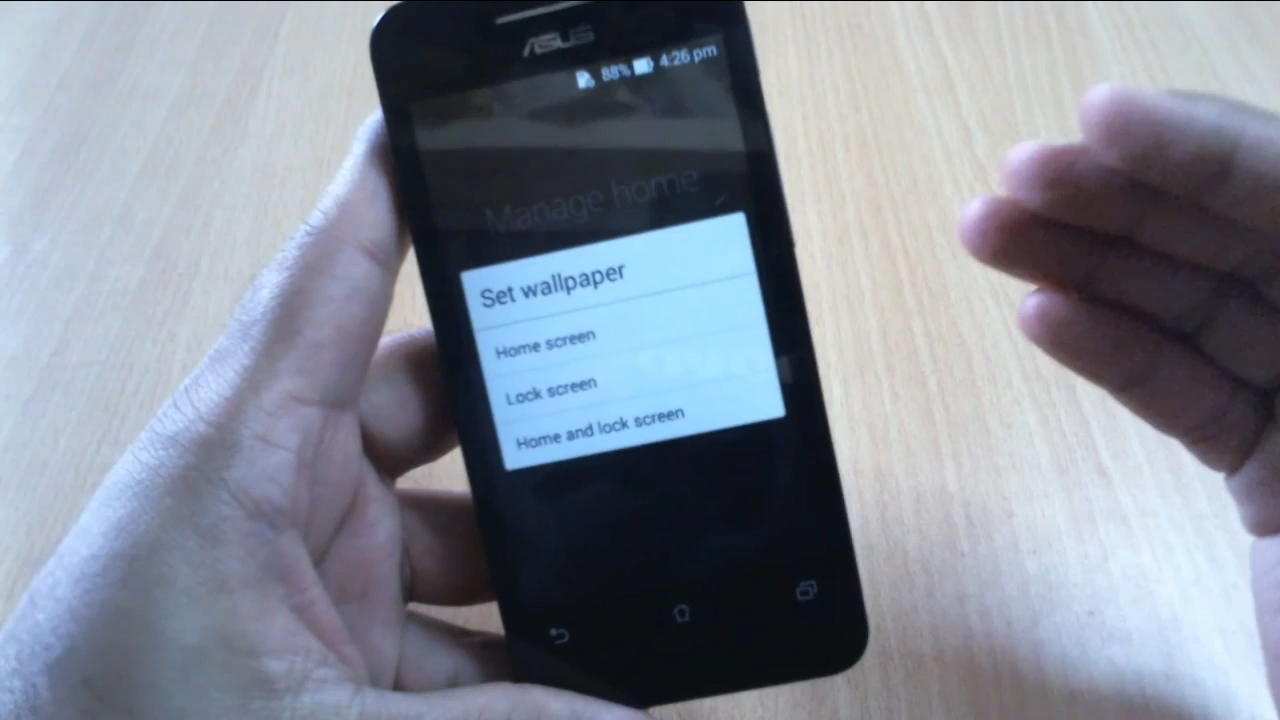 ASUS
88% 4:26 pm
Manage home
Set wallpaper
Home screen
Lock screen
Home and lock screen